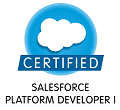 CERTIFIED
SALESFORCE
PLATFORM DEVELOPER I